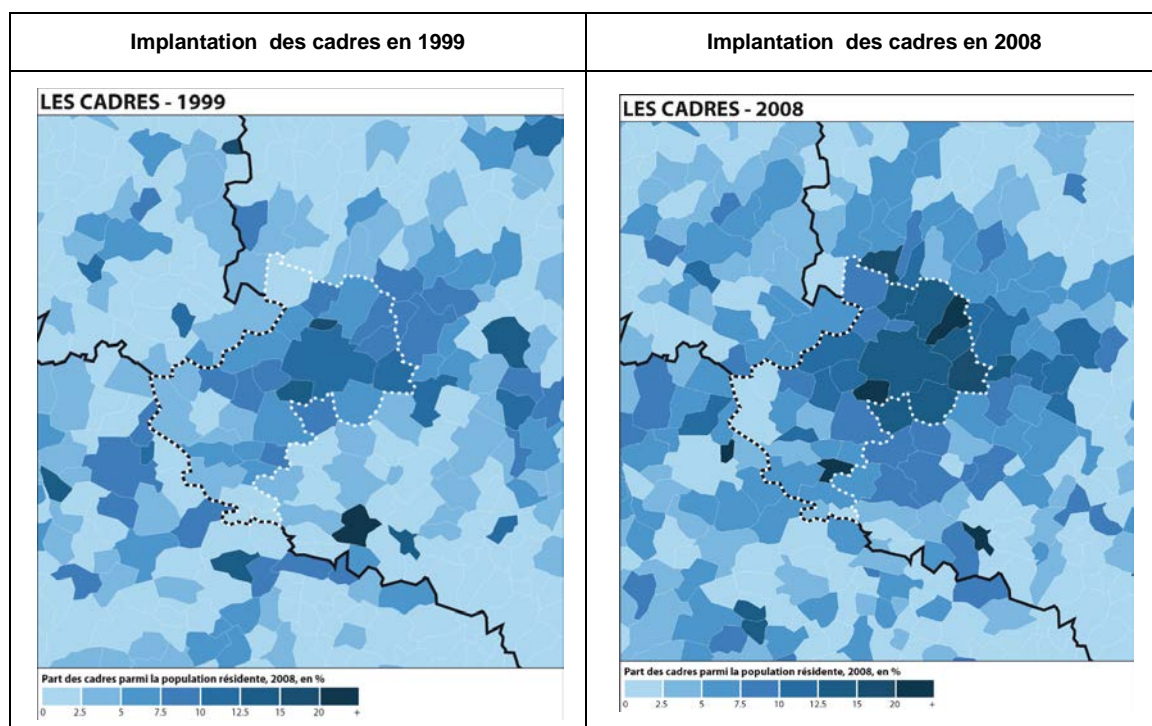 Implantation des cadres en 1999
Implantation des cadres en 2008
LES CADRES - 1999
LES CADRES - 2008
Part des cadres parmi la population résidente, 2008, en %
0 2.5 5 7.5 10 12.5 15 20 +
Part des cadres parmi la population résidente, 2008, en %
0 2.5 5 7.5 10 12.5 15 20 +